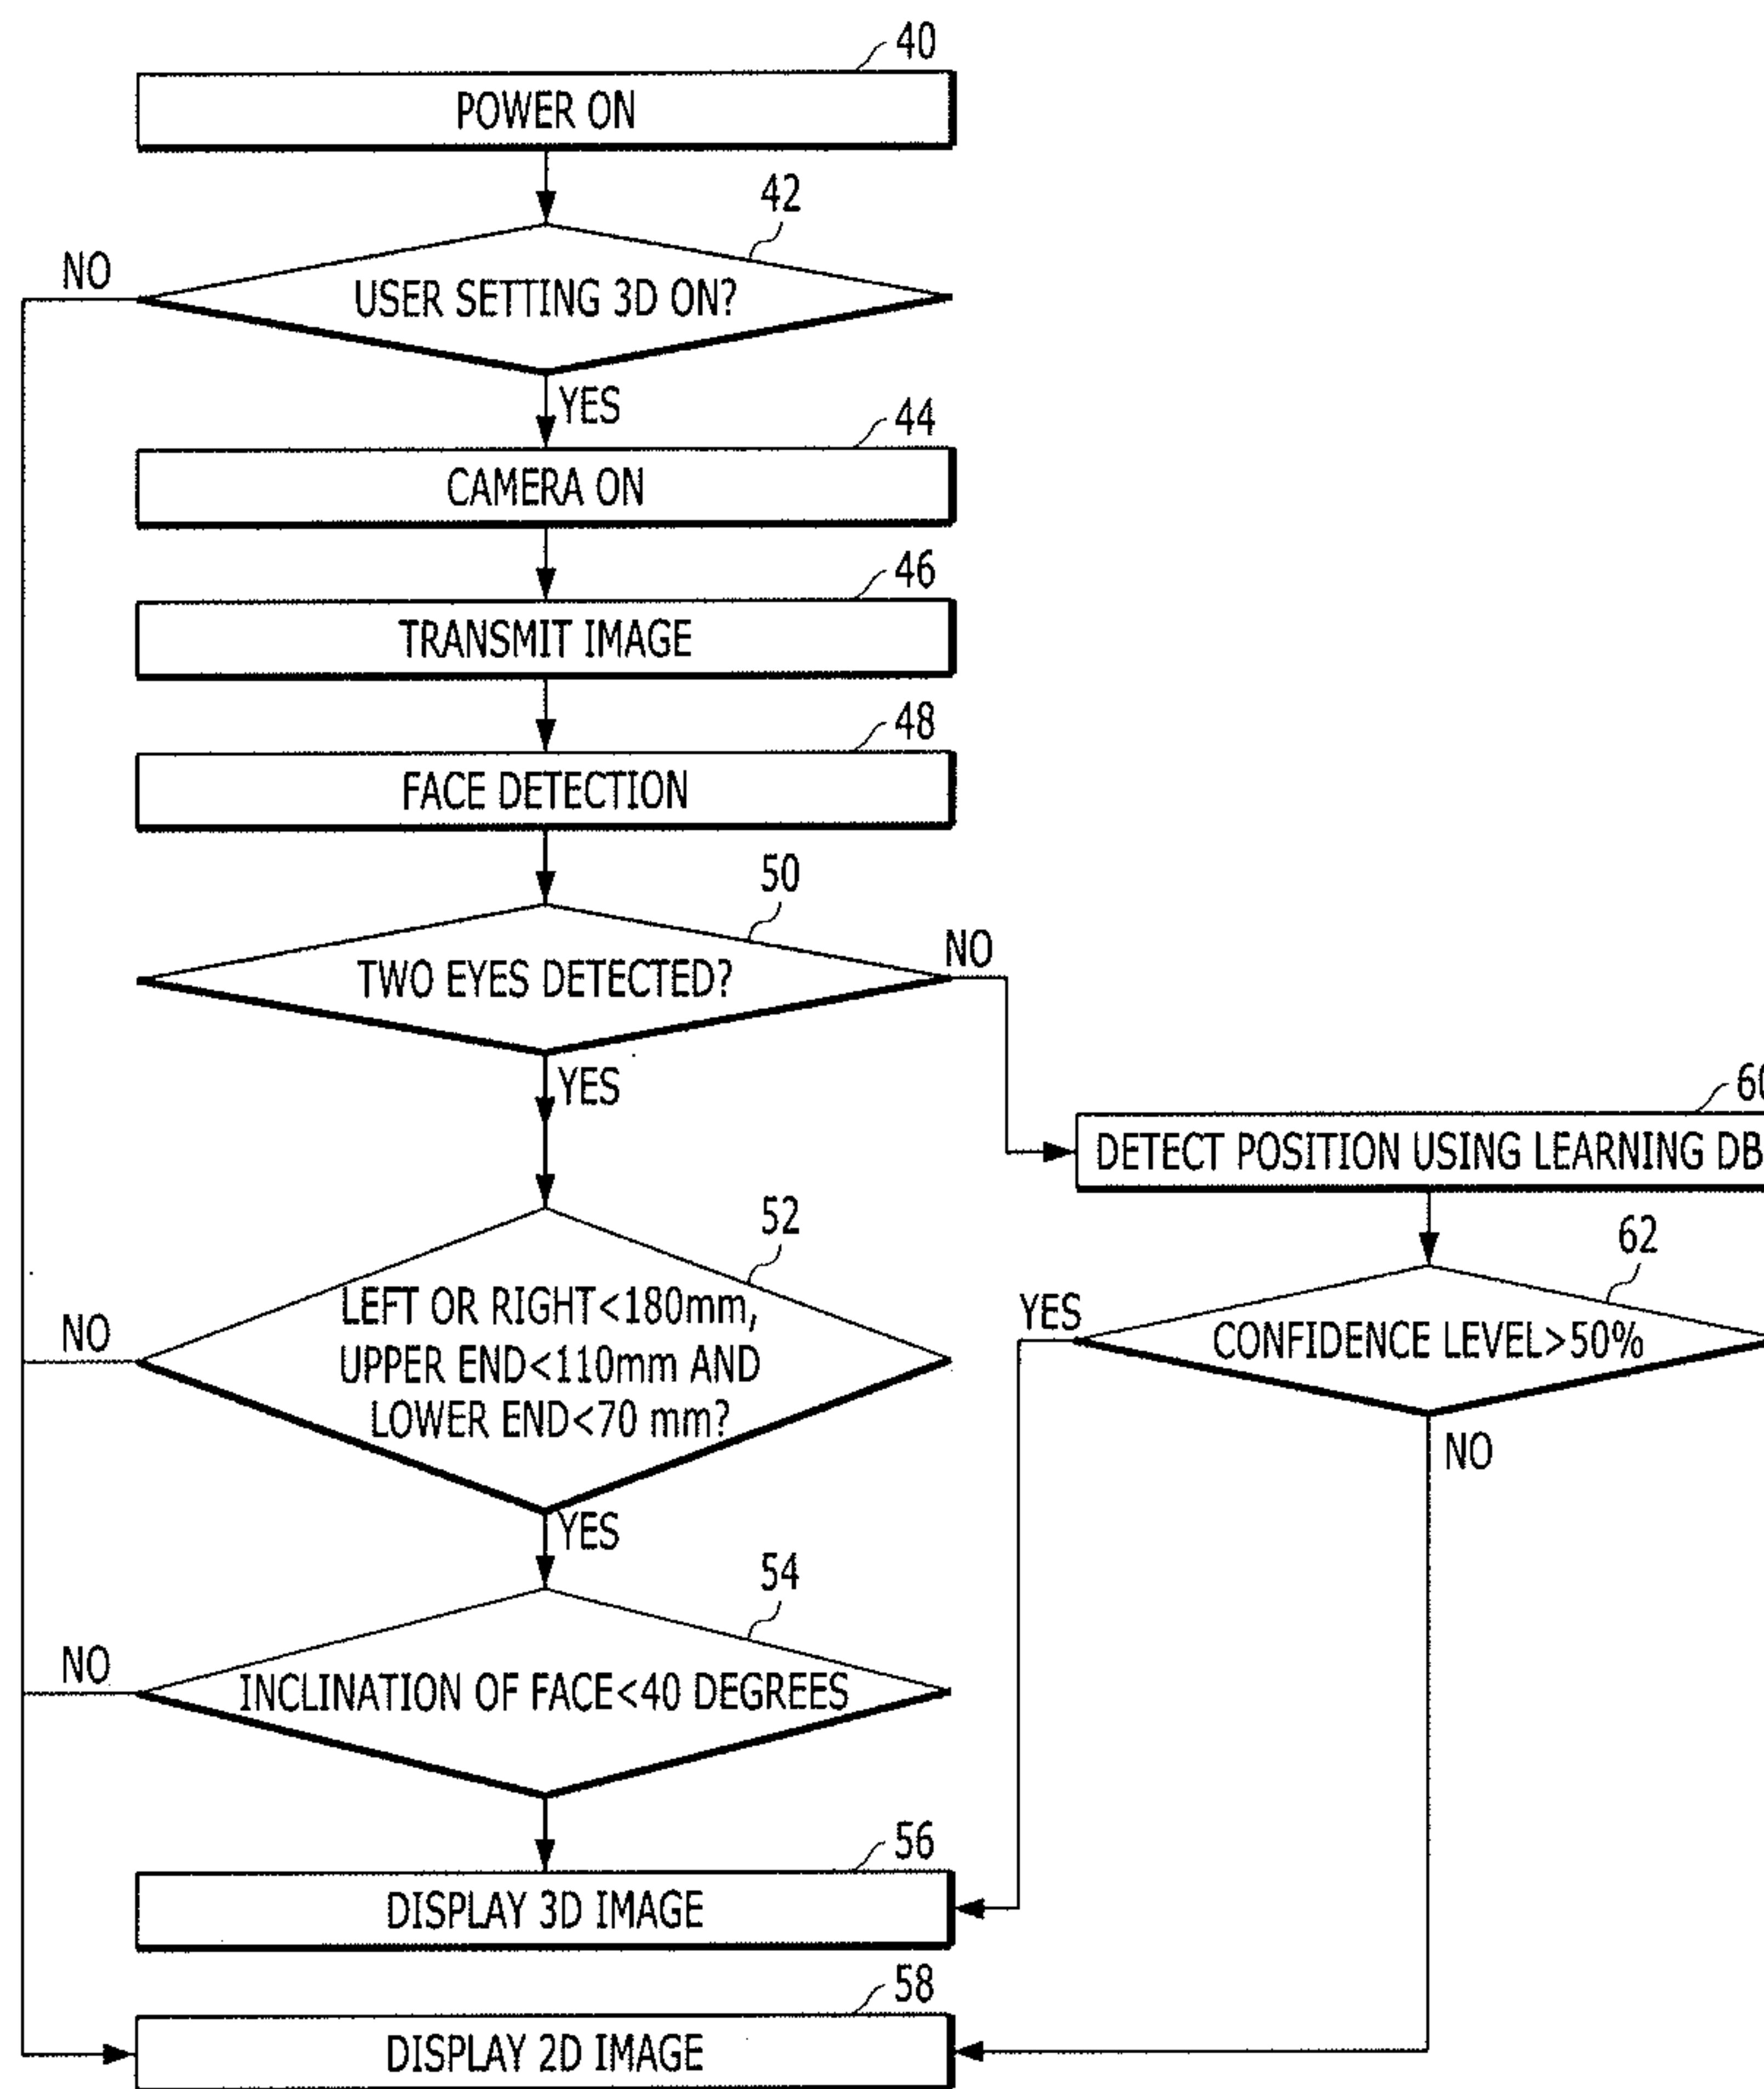 40
POWER ON
42
NO
USER SETTING 3D ON?
YES
44
CAMERA ON
46
TRANSMIT IMAGE
48
FACE DETECTION
50
NO
TWO EYES DETECTED?
YES
60
DETECT POSITION USING LEARNING DB
52
62
LEFT OR RIGHT<180mm,
UPPER END<110mm AND
LOWER END<70 mm?
NO
YES
CONFIDENCE LEVEL>50%
NO
YES
54
NO
INCLINATION OF FACE<40 DEGREES
56
DISPLAY 3D IMAGE
58
DISPLAY 2D IMAGE